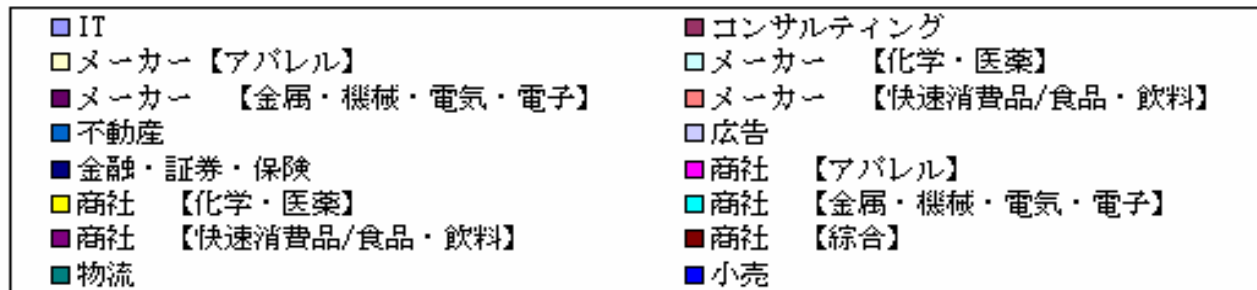 IT コンサルティング
メーカー【アパレル】 メーカー 【化学・医薬】
メーカー 【金属・機械・電気・電子】 メーカー 【快速消費品/食品・飲料】
不動産 広告
金融・証券・保険 商社 【アパレル】
商社 【化学・医薬】 商社 【金属・機械・電気・電子】
商社 【快速消費品/食品・飲料】 商社 【綜合】
物流 小売